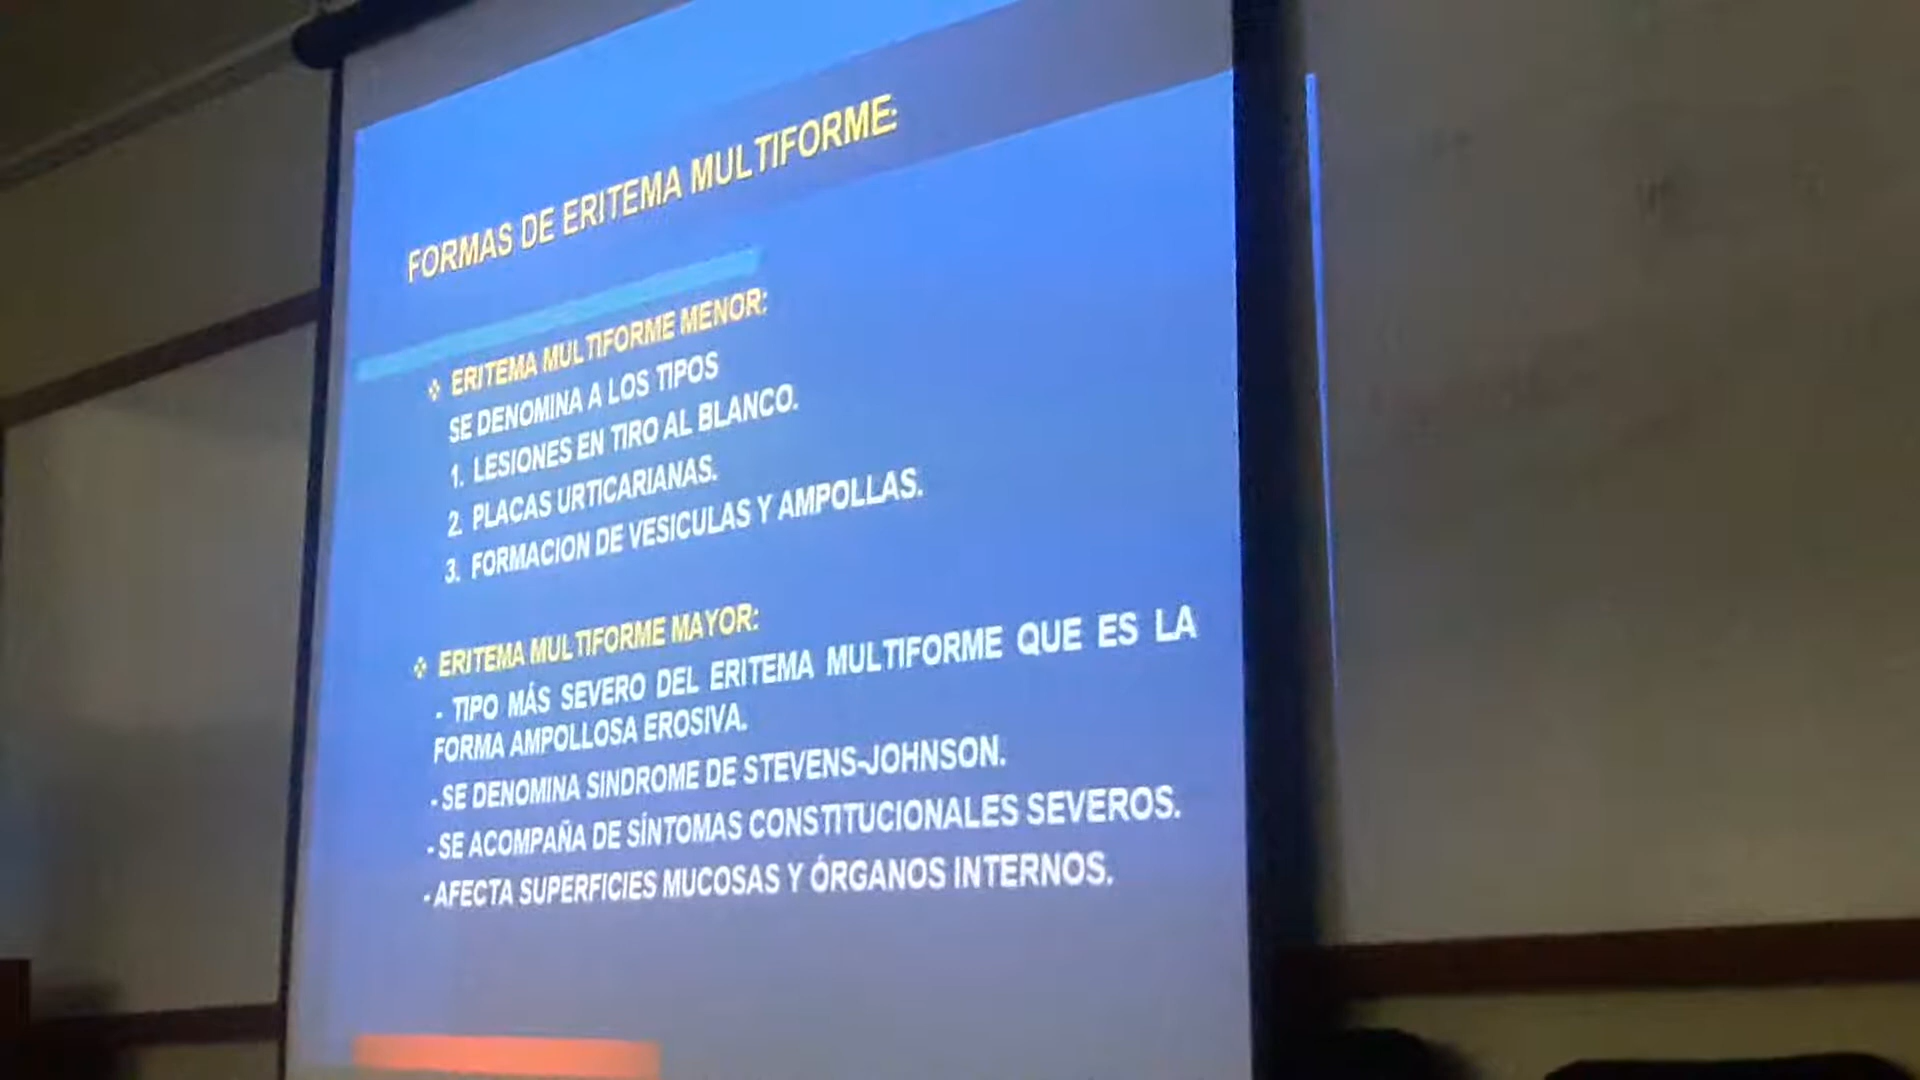 FORMAS DE ERITEMA MULTIFORME:
❖ ERITEMA MULTIFORME MENOR:
SE DENOMINA A LOS TIPOS
1. LESIONES EN TIRO AL BLANCO.
2. PLACAS URTICARIANAS.
3. FORMACION DE VESICULAS Y AMPOLLAS.
❖ ERITEMA MULTIFORME MAYOR:
- TIPO MÁS SEVERO DEL ERITEMA MULTIFORME QUE ES LA
FORMA AMPOLLOSA EROSIVA.
- SE DENOMINA SINDROME DE STEVENS-JOHNSON.
- SE ACOMPAÑA DE SÍNTOMAS CONSTITUCIONALES SEVEROS.
- AFECTA SUPERFICIES MUCOSAS Y ÓRGANOS INTERNOS.